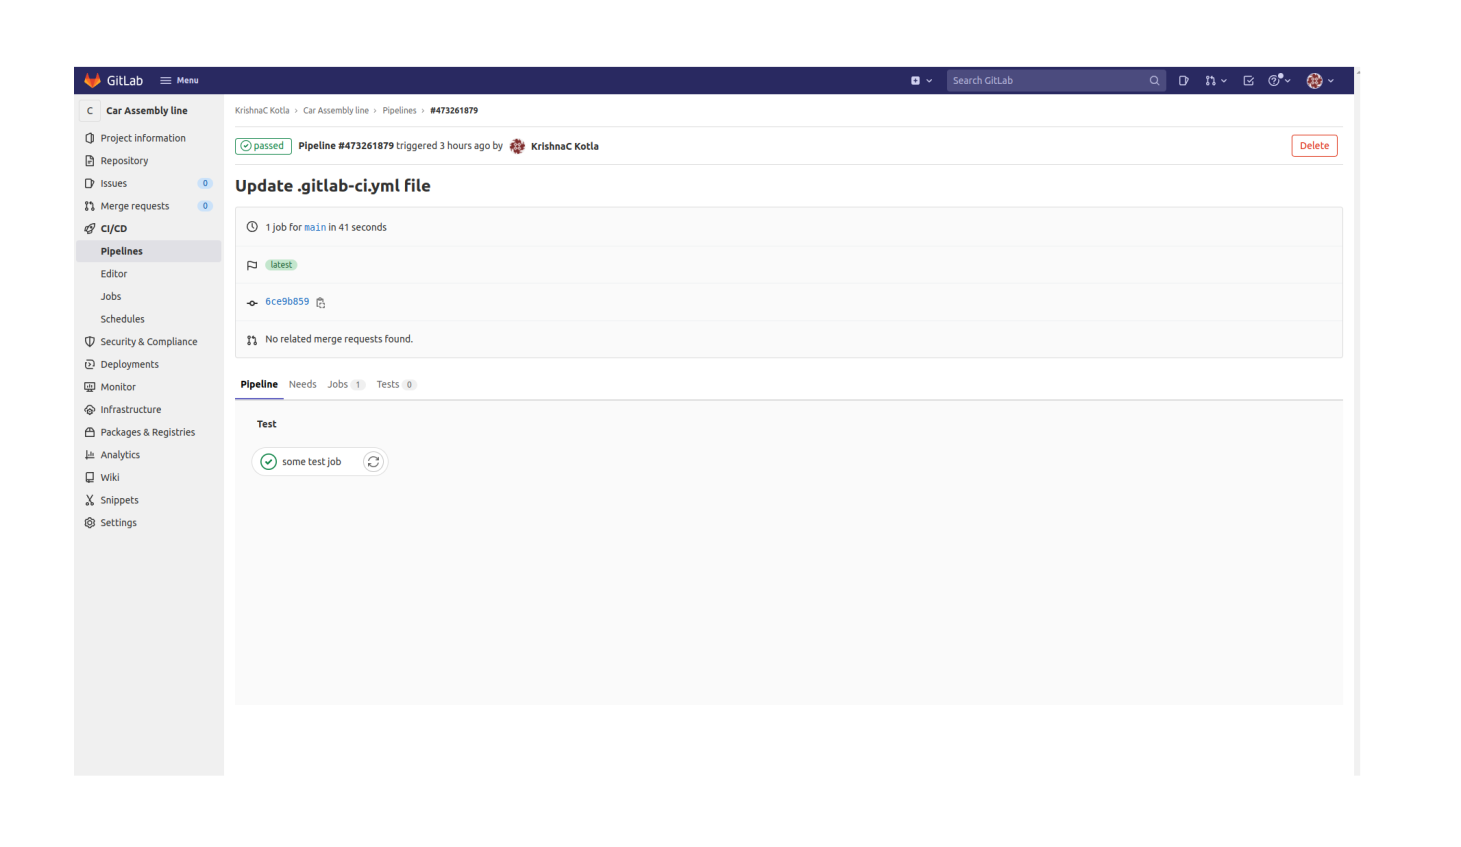 GitLab Menu Search GitLab
C Car Assembly line
Project information
Repository
Issues 0
Merge requests 0
CI/CD
Pipelines
Editor
Jobs
Schedules
Security & Compliance
Deployments
Monitor
Infrastructure
Packages & Registries
Analytics
Wiki
Snippets
Settings
KrishnaC Kotla › Car Assembly line › Pipelines › #473261879
passed Pipeline #473261879 triggered 3 hours ago by KrishnaC Kotla Delete
Update .gitlab-ci.yml file
1 job for main in 41 seconds
latest
6ce9b859
No related merge requests found.
Pipeline Needs Jobs 1 Tests 0
Test
some test job